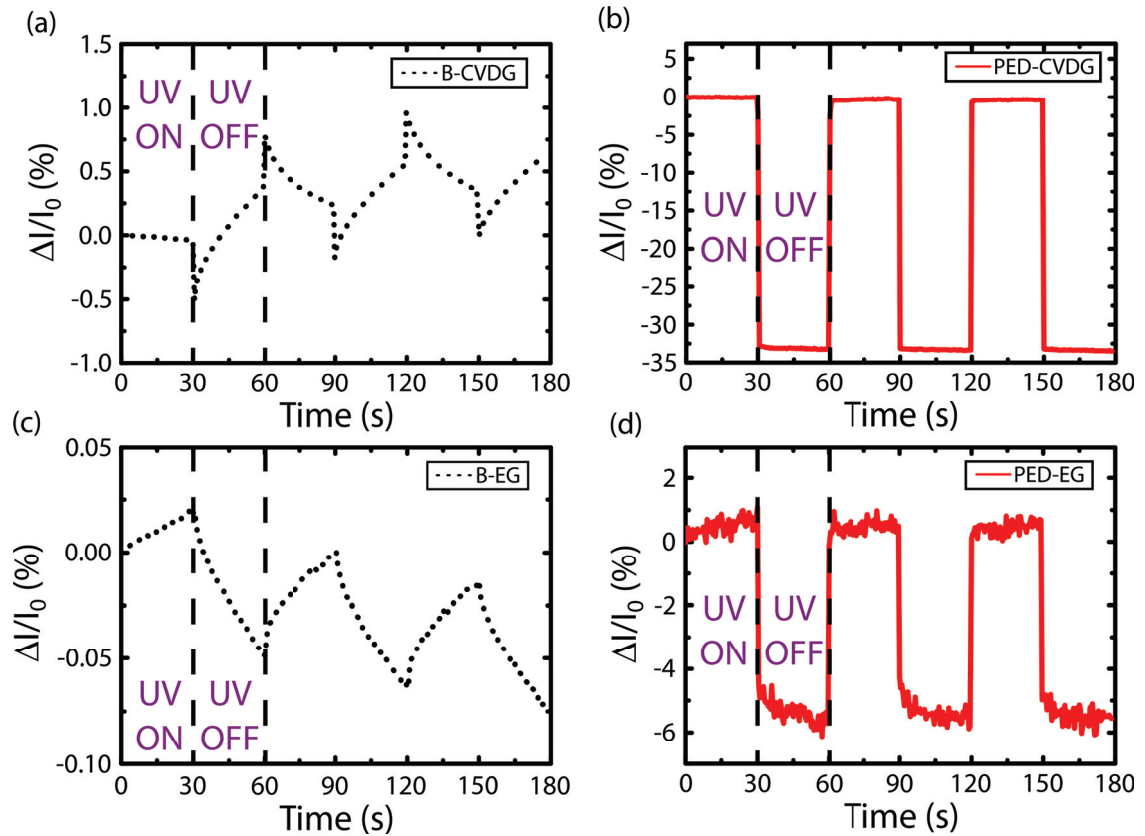 (a)
1.5
1.0
0.5
0.0
-0.5
-1.0
ΔI/I₀ (%)
UV UV
ON OFF
B-CVDG
0 30 60 90 120 150 180
Time (s)
(b)
5
0
-5
-10
-15
-20
-25
-30
-35
ΔI/I₀ (%)
PED-CVDG
UV UV
ON OFF
0 30 60 90 120 150 180
Time (s)
(c)
0.05
0.00
-0.05
-0.10
ΔI/I₀ (%)
B-EG
UV UV
ON OFF
0 30 60 90 120 150 180
Time (s)
(d)
2
0
-2
-4
-6
ΔI/I₀ (%)
PED-EG
UV UV
ON OFF
0 30 60 90 120 150 180
Time (s)